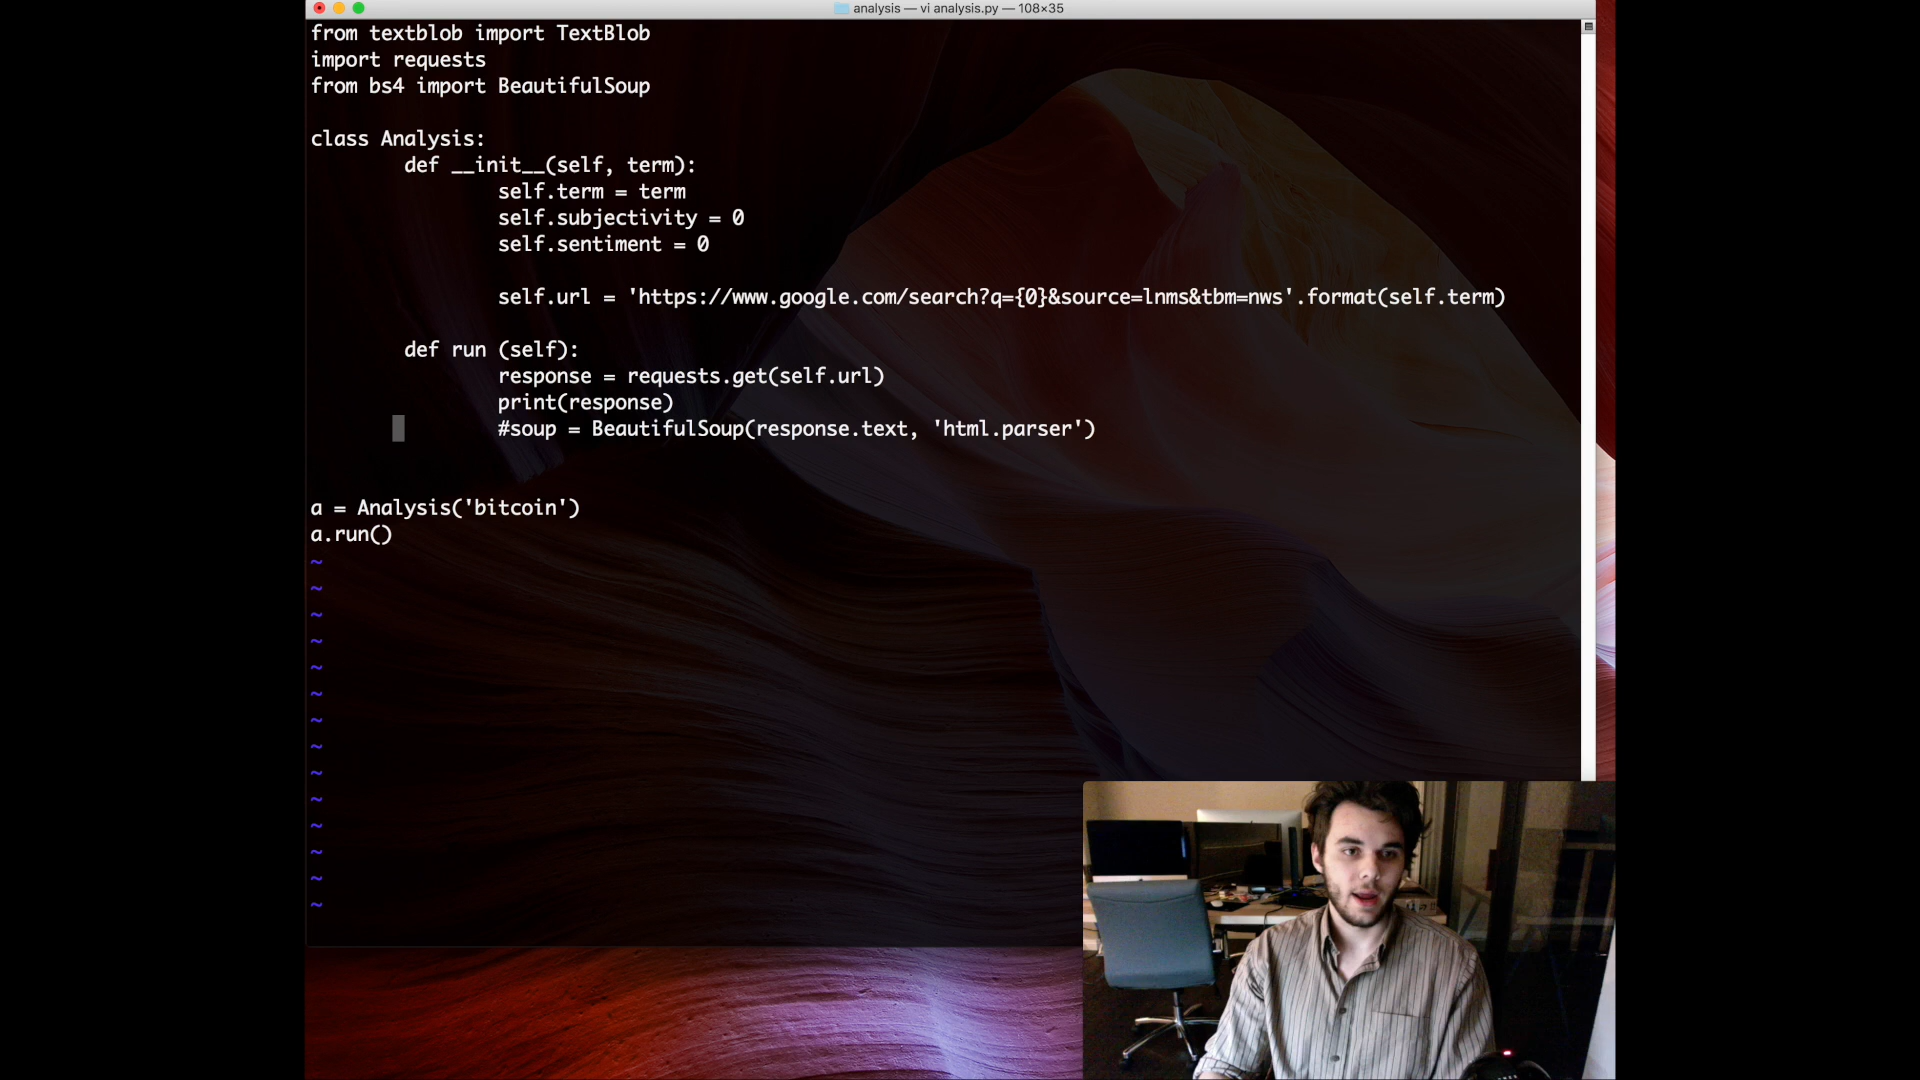 analysis — vi analysis.py — 108×35
from textblob import TextBlob
import requests
from bs4 import BeautifulSoup
class Analysis:
def __init__(self, term):
self.term = term
self.subjectivity = 0
self.sentiment = 0
self.url = 'https://www.google.com/search?q={0}&source=lnms&tbm=nws'.format(self.term)
def run (self):
response = requests.get(self.url)
print(response)
#soup = BeautifulSoup(response.text, 'html.parser')
a = Analysis('bitcoin')
a.run()
~
~
~
~
~
~
~
~
~
~
~
~
~
~